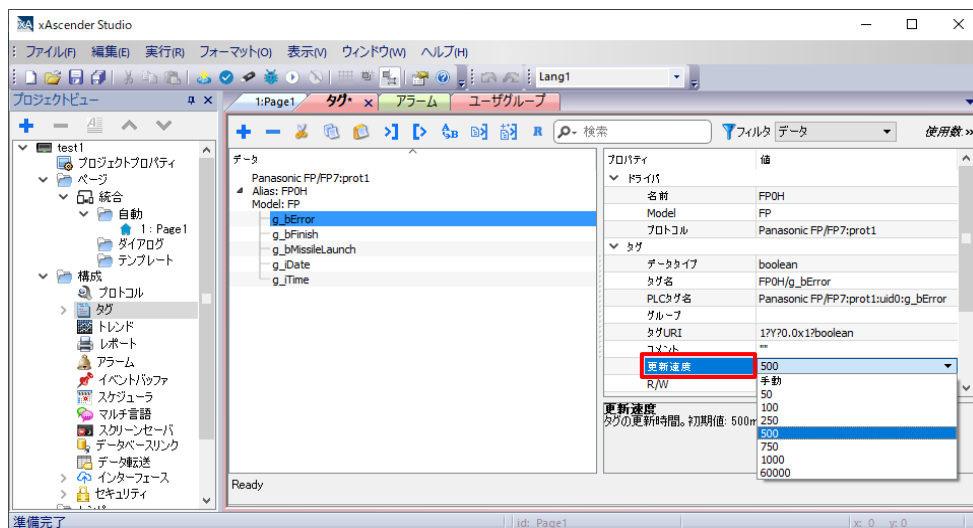 xAscender Studio
ファイル(F) 編集(E) 実行(R) フォーマット(O) 表示(V) ウィンドウ(W) ヘルプ(H)
Lang1
プロジェクトビュー
1:Page1 タグ* x アラーム ユーザグループ
検索 フィルタ データ 使用数: »
test1
プロジェクトプロパティ
ページ
統合
自動
1 : Page1
ダイアログ
テンプレート
構成
プロトコル
タグ
トレンド
レポート
アラーム
イベントバッファ
スケジューラ
マルチ言語
スクリーンセーバ
データベースリンク
データ転送
インターフェース
セキュリティ
データ
Panasonic FP/FP7:prot1
Alias: FP0H
Model: FP
g_bError
g_bFinish
g_bMissileLaunch
g_iDate
g_iTime
プロパティ 値
ドライバ
名前 FP0H
Model FP
プロトコル Panasonic FP/FP7:prot1
タグ
データタイプ boolean
タグ名 FP0H/g_bError
PLCタグ名 Panasonic FP/FP7:prot1:uid0:g_bError
グループ
タグURI 1?Y?0.0x1?boolean
コメント ""
更新速度 500
R/W
手動
50
100
250
500
750
1000
60000
更新速度
タグの更新時間。初期値: 500m
Ready
準備完了 id: Page1 x: 0 y: 0